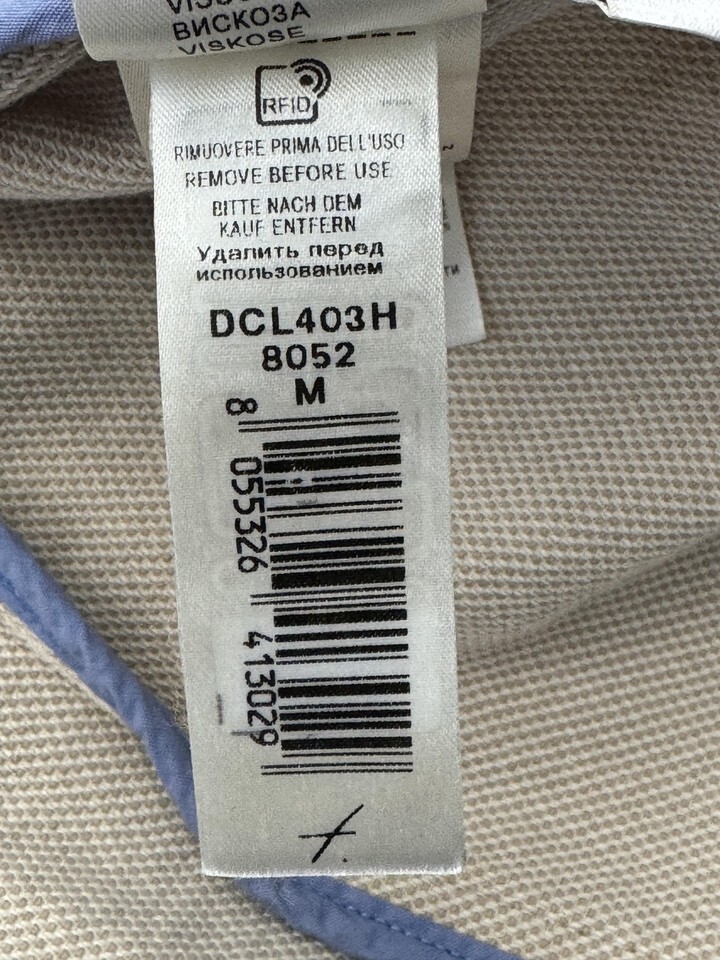 ВИСКОЗА
VISKOSE
RFID
RIMUOVERE PRIMA DELL'USO
REMOVE BEFORE USE
BITTE NACH DEM
KAUF ENTFERN
Удалить перед
использованием
DCL403H
8052
M
8 055326 413029